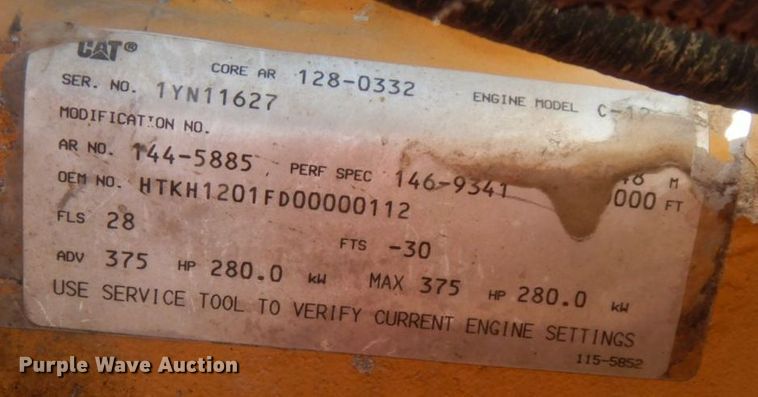 CAT®
CORE AR 128-0332
SER. NO. 1YN11627 ENGINE MODEL
MODIFICATION NO.
AR NO. 144-5885 PERF SPEC 146-9341 M
OEM NO. HTKH1201FD00000112 000 FT
FLS 28 FTS -30
ADV 375 HP 280.0 kW MAX 375 HP 280.0 kW
USE SERVICE TOOL TO VERIFY CURRENT ENGINE SETTINGS
115-5852
Purple Wave Auction